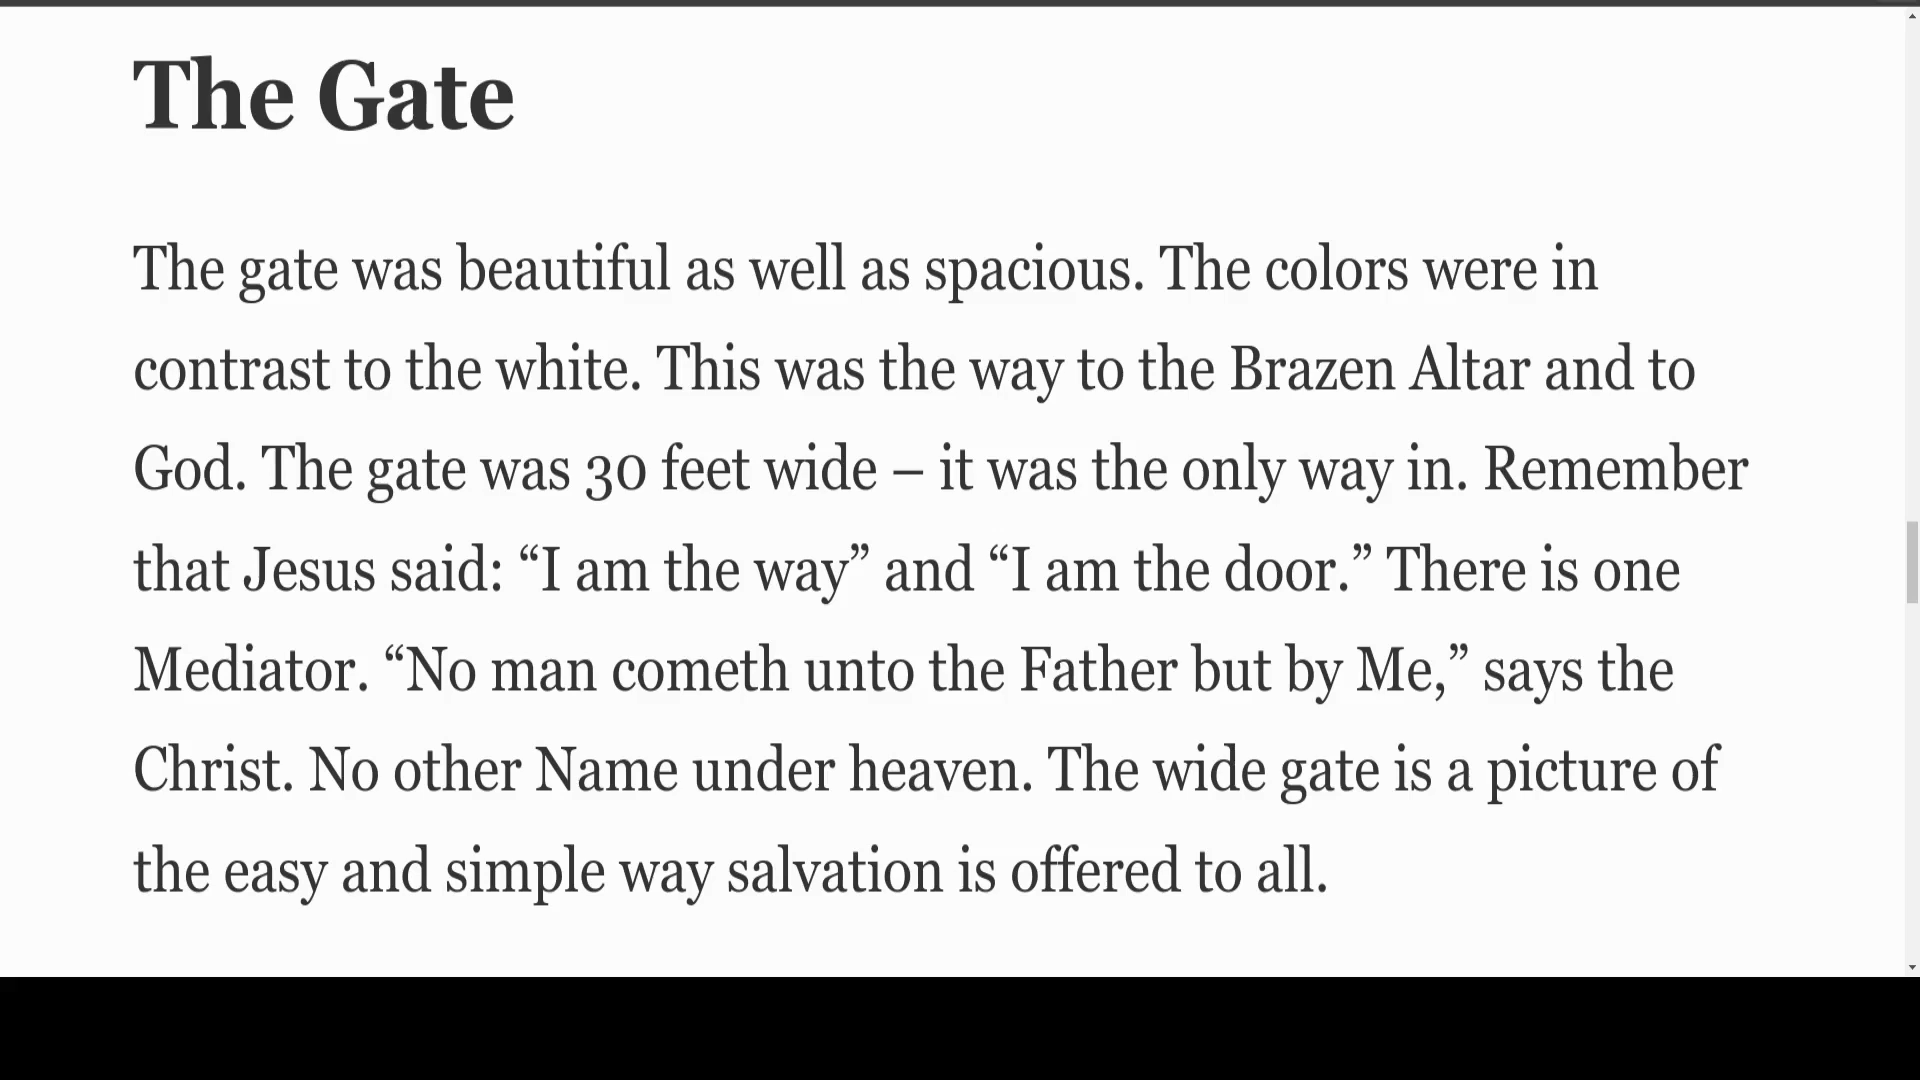 The Gate
The gate was beautiful as well as spacious. The colors were in
contrast to the white. This was the way to the Brazen Altar and to
God. The gate was 30 feet wide – it was the only way in. Remember
that Jesus said: “I am the way” and “I am the door.” There is one
Mediator. “No man cometh unto the Father but by Me,” says the
Christ. No other Name under heaven. The wide gate is a picture of
the easy and simple way salvation is offered to all.